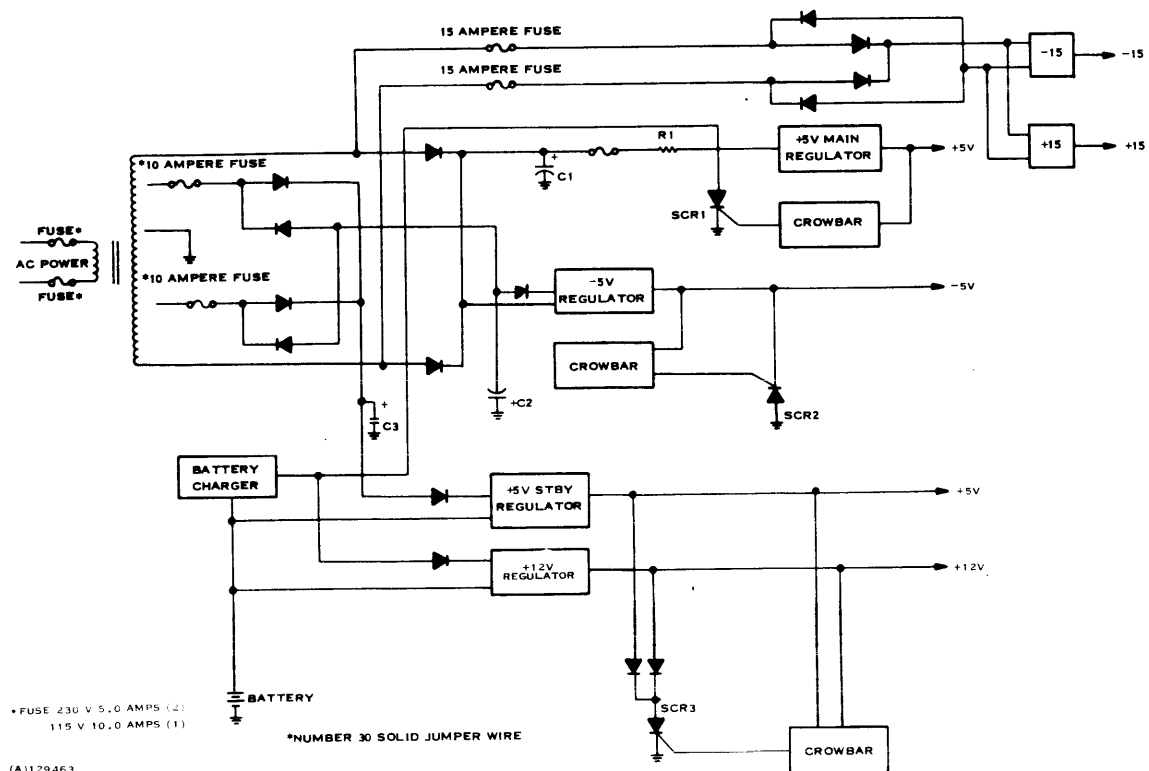 15 AMPERE FUSE
15 AMPERE FUSE
-15
-15
+15
+15
*10 AMPERE FUSE
+
C1
R1
+5V MAIN
REGULATOR
+5V
SCR1
CROWBAR
FUSE*
AC POWER
FUSE*
*10 AMPERE FUSE
-5V
REGULATOR
-5V
CROWBAR
SCR2
+C2
+
C3
BATTERY
CHARGER
+5V STBY
REGULATOR
+5V
+12V
REGULATOR
+12V
BATTERY
SCR3
CROWBAR
*FUSE 230 V 5.0 AMPS (2)
115 V 10.0 AMPS (1)
*NUMBER 30 SOLID JUMPER WIRE
(A)129463